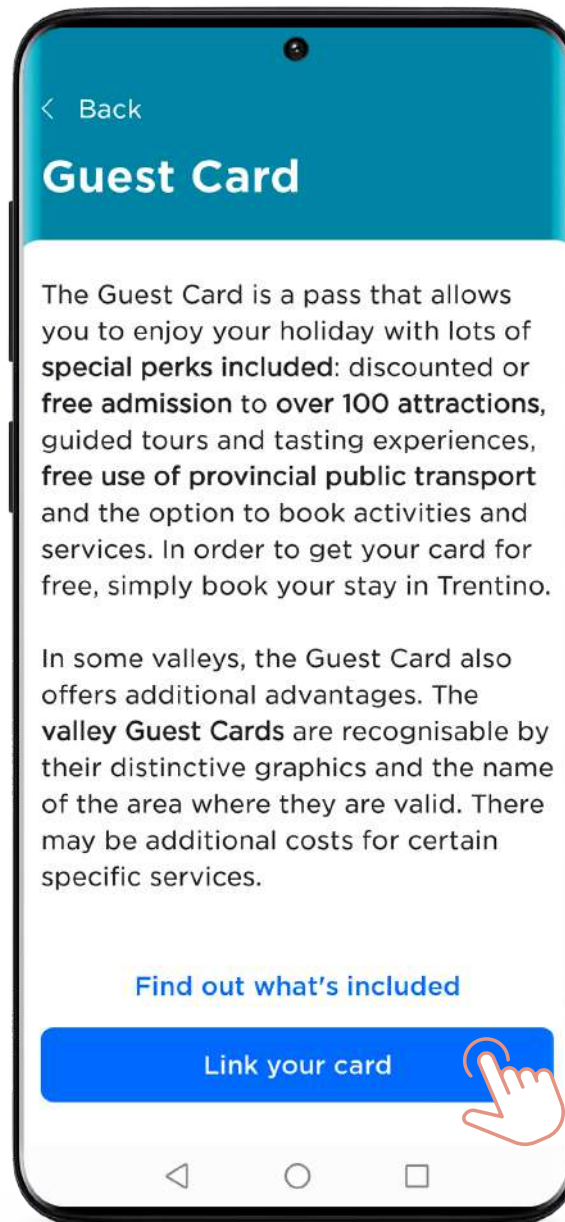 Back
Guest Card
The Guest Card is a pass that allows
you to enjoy your holiday with lots of
special perks included: discounted or
free admission to over 100 attractions,
guided tours and tasting experiences,
free use of provincial public transport
and the option to book activities and
services. In order to get your card for
free, simply book your stay in Trentino.
In some valleys, the Guest Card also
offers additional advantages. The
valley Guest Cards are recognisable by
their distinctive graphics and the name
of the area where they are valid. There
may be additional costs for certain
specific services.
Find out what's included
Link your card